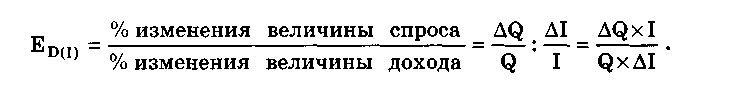 E_D(I) = % изменения величины спроса / % изменения величины дохода = ΔQ/Q : ΔI/I = ΔQ×I / Q×ΔI .